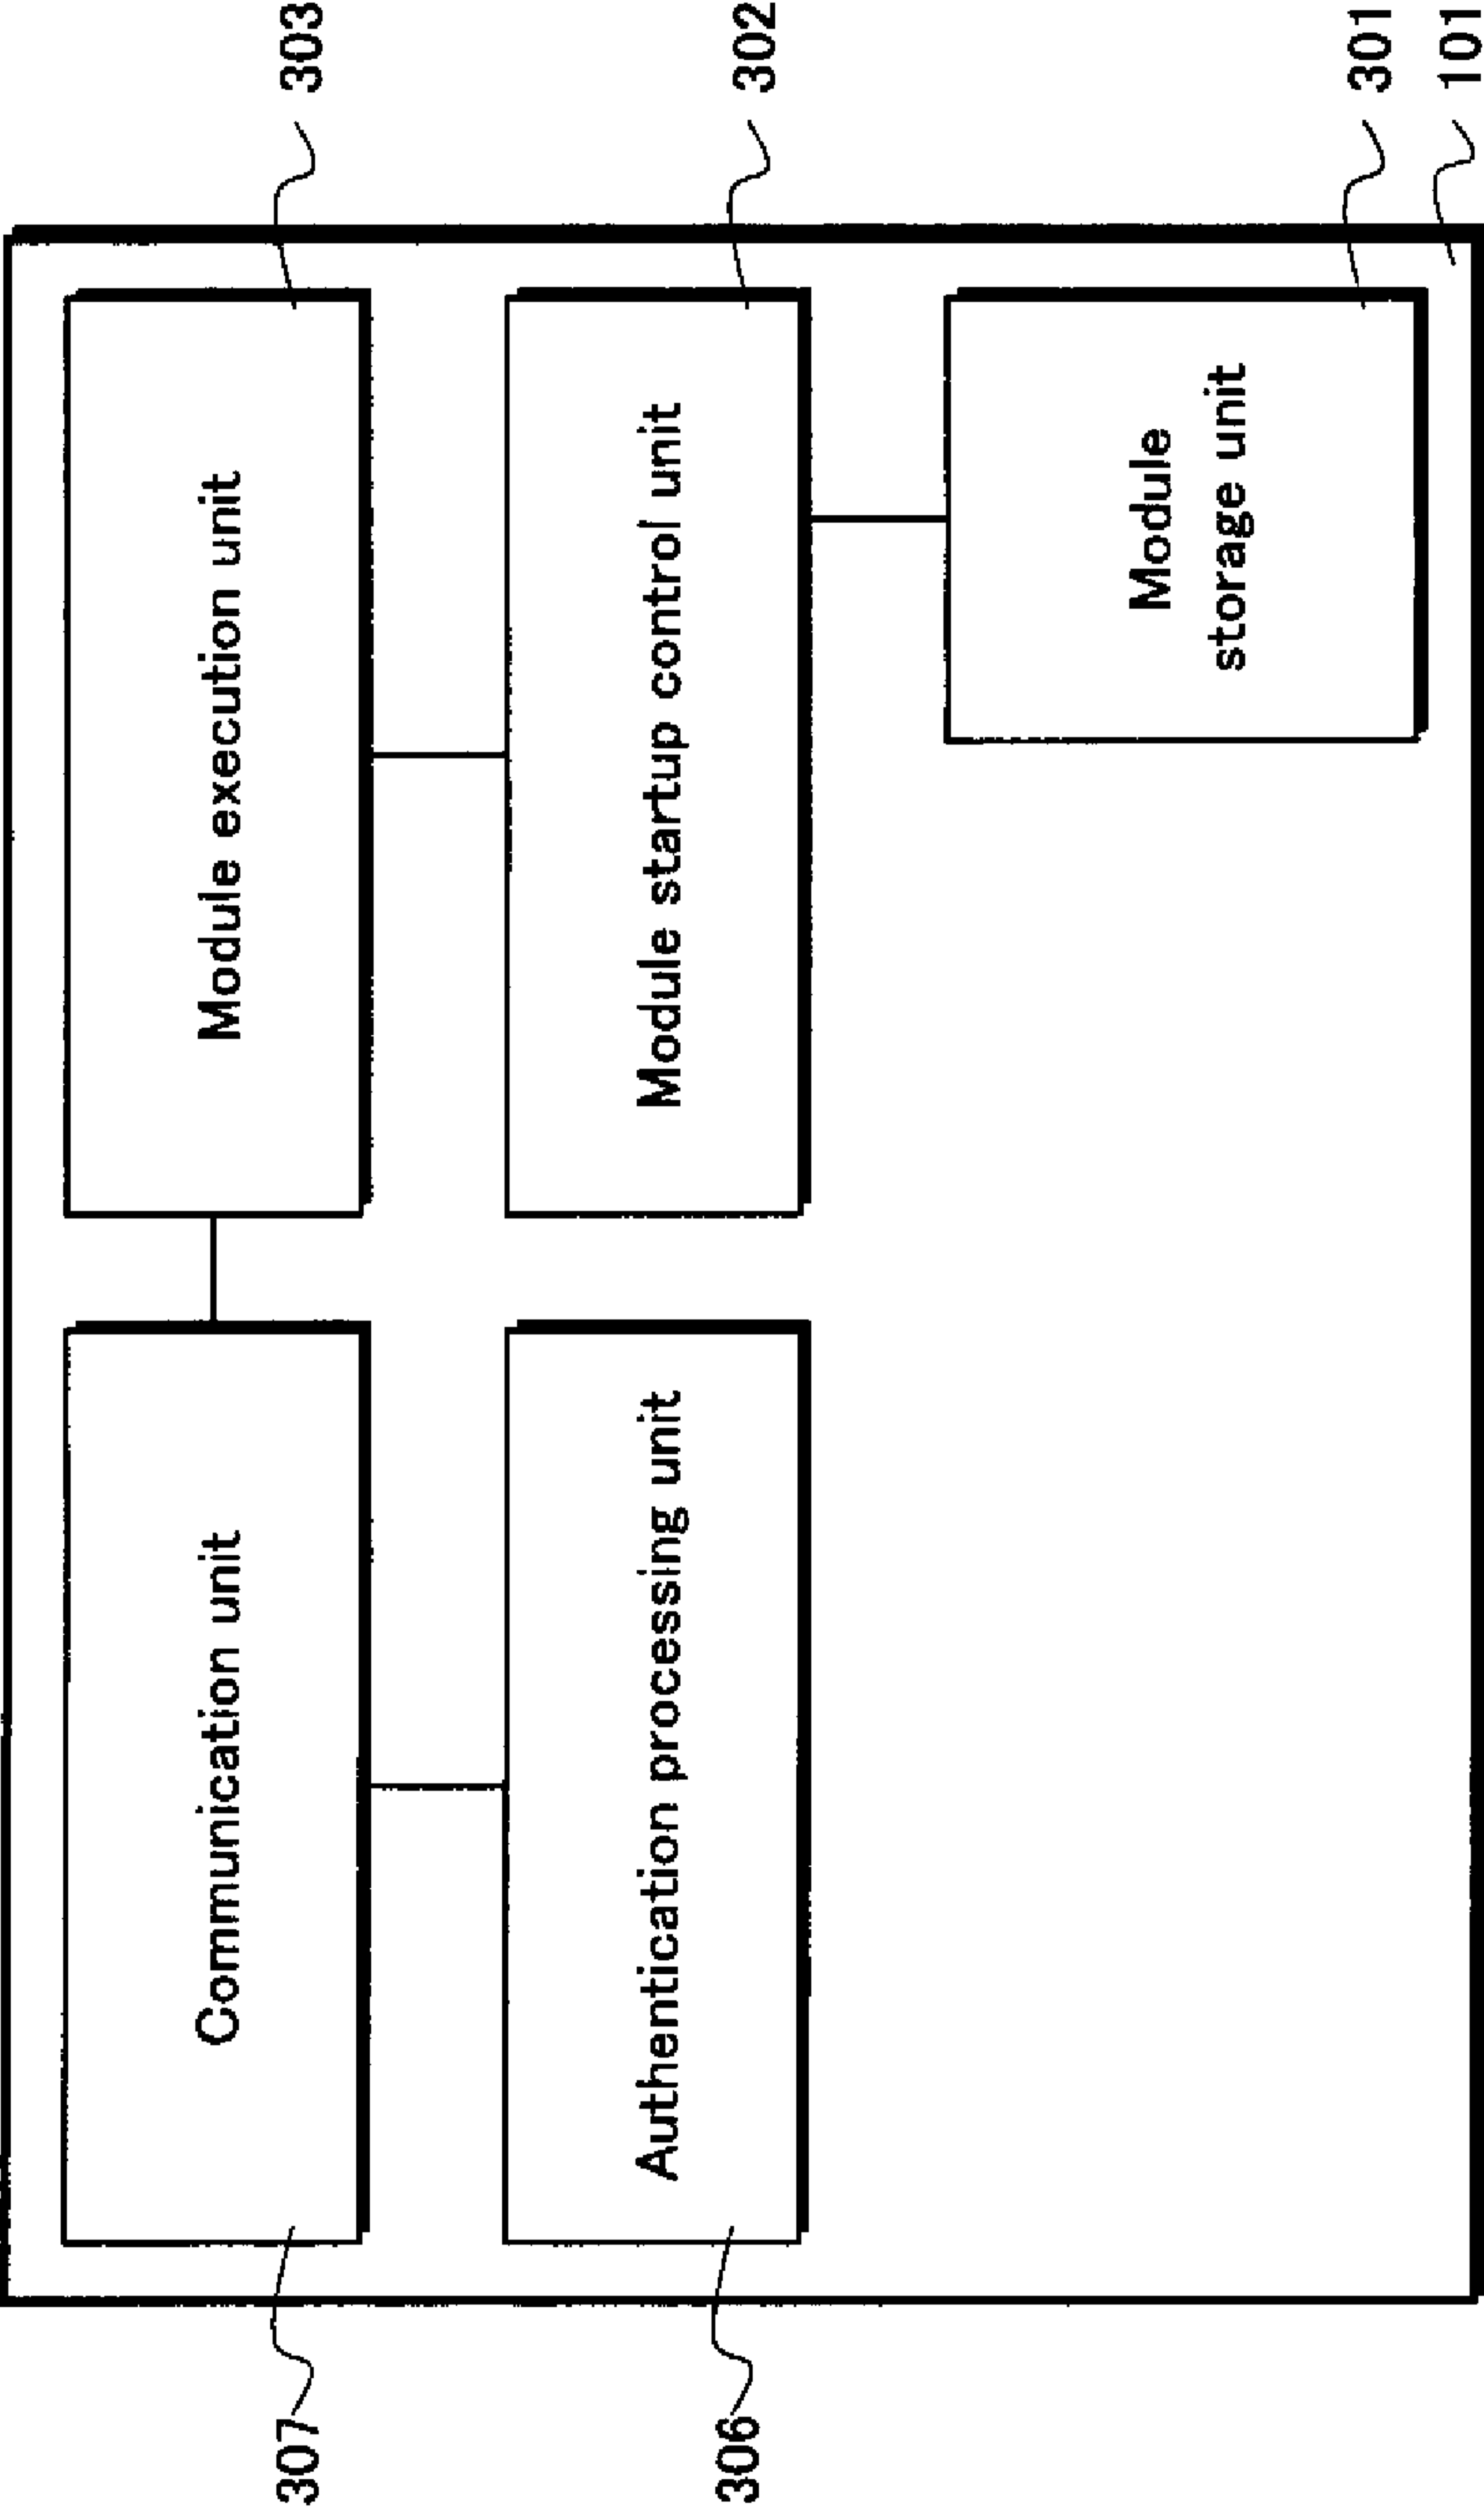 Communication unit
Module execution unit
303
307
Authentication processing unit
Module startup control unit
302
306
Module
storage unit
301
101